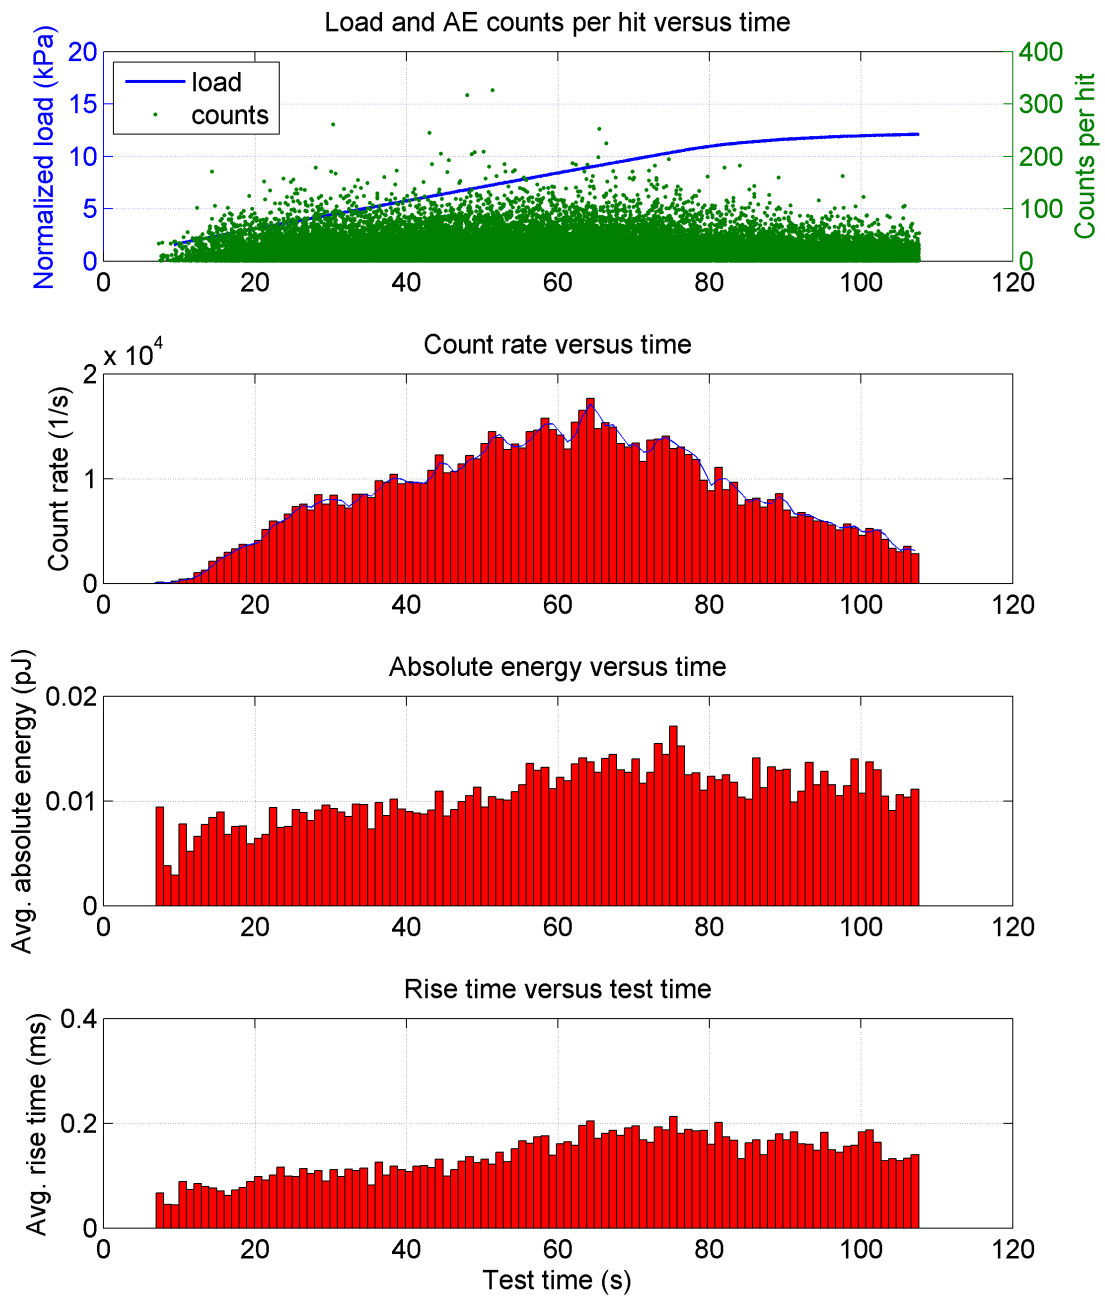 Load and AE counts per hit versus time
Normalized load (kPa)
20
15
10
5
0
load
counts
400
300
200
100
0
Counts per hit
0 20 40 60 80 100 120
Count rate versus time
x 10^4
Count rate (1/s)
2
1
0
0 20 40 60 80 100 120
Absolute energy versus time
Avg. absolute energy (pJ)
0.02
0.01
0
0 20 40 60 80 100 120
Rise time versus test time
Avg. rise time (ms)
0.4
0.2
0
0 20 40 60 80 100 120
Test time (s)